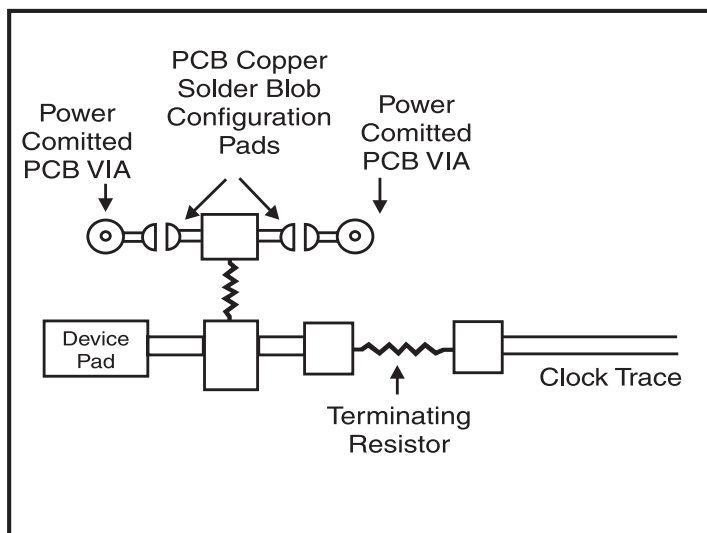 PCB Copper
Solder Blob
Configuration
Pads
Power
Comitted
PCB VIA
Power
Comitted
PCB VIA
Device
Pad
Clock Trace
Terminating
Resistor